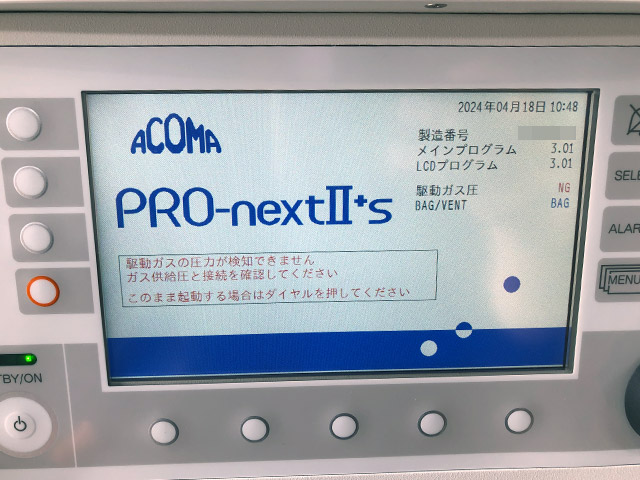 2024年04月18日 10:48
ACOMA
製造番号
メインプログラム 3.01
LCDプログラム 3.01
駆動ガス圧 NG
BAG/VENT BAG
PRO-nextII+s
駆動ガスの圧力が検知できません
ガス供給圧と接続を確認してください
このまま起動する場合はダイヤルを押してください
SELE
ALAR
MENU
TBY/ON